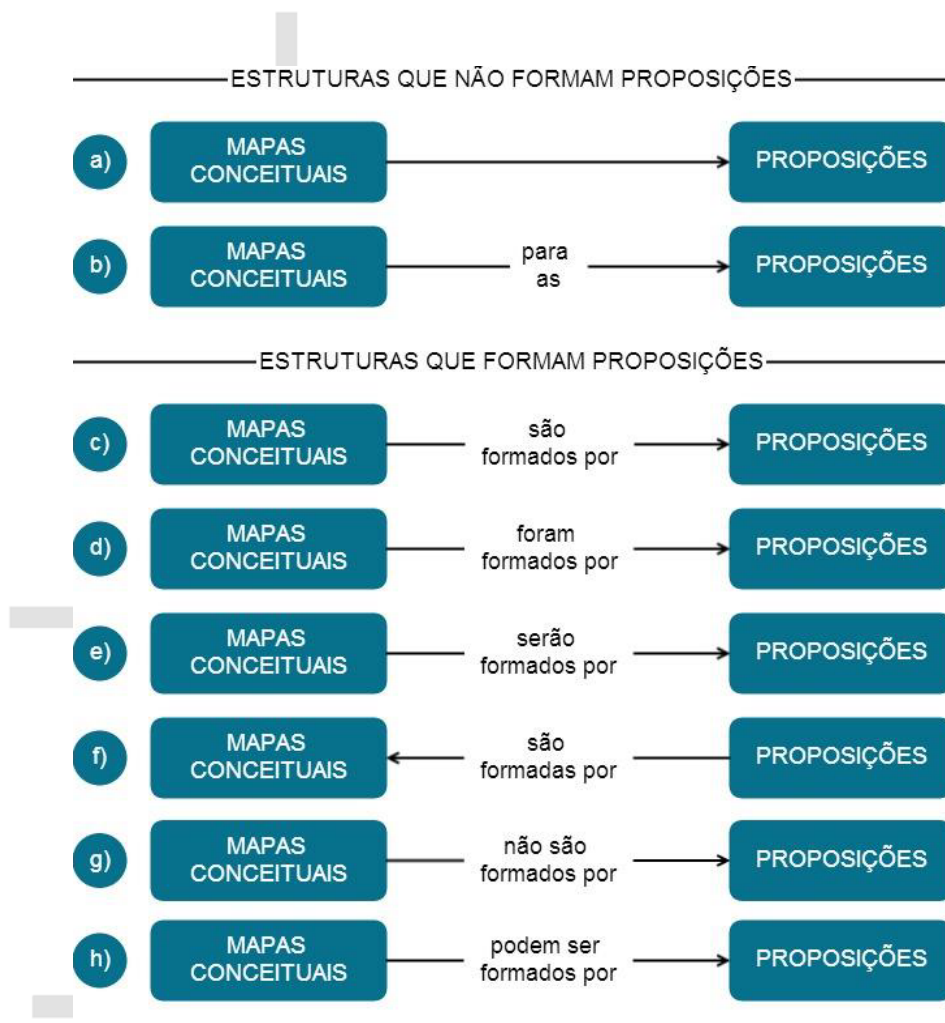 ESTRUTURAS QUE NÃO FORMAM PROPOSIÇÕES
a) MAPAS CONCEITUAIS PROPOSIÇÕES
b) MAPAS CONCEITUAIS para as PROPOSIÇÕES
ESTRUTURAS QUE FORMAM PROPOSIÇÕES
c) MAPAS CONCEITUAIS são formados por PROPOSIÇÕES
d) MAPAS CONCEITUAIS foram formados por PROPOSIÇÕES
e) MAPAS CONCEITUAIS serão formados por PROPOSIÇÕES
f) MAPAS CONCEITUAIS são formadas por PROPOSIÇÕES
g) MAPAS CONCEITUAIS não são formados por PROPOSIÇÕES
h) MAPAS CONCEITUAIS podem ser formados por PROPOSIÇÕES